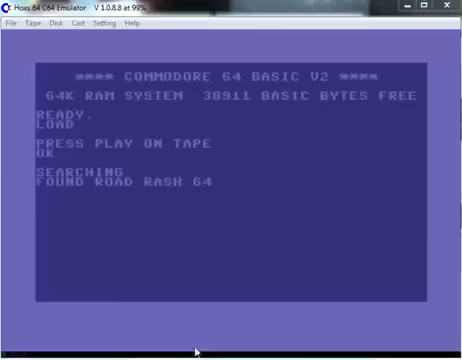 Hoxs 64 C64 Emulator V 1.0.8.8 at 99%
File Tape Disk Cart Setting Help
**** COMMODORE 64 BASIC V2 ****
64K RAM SYSTEM 38911 BASIC BYTES FREE
READY.
LOAD
PRESS PLAY ON TAPE
OK
SEARCHING
FOUND ROAD RASH 64